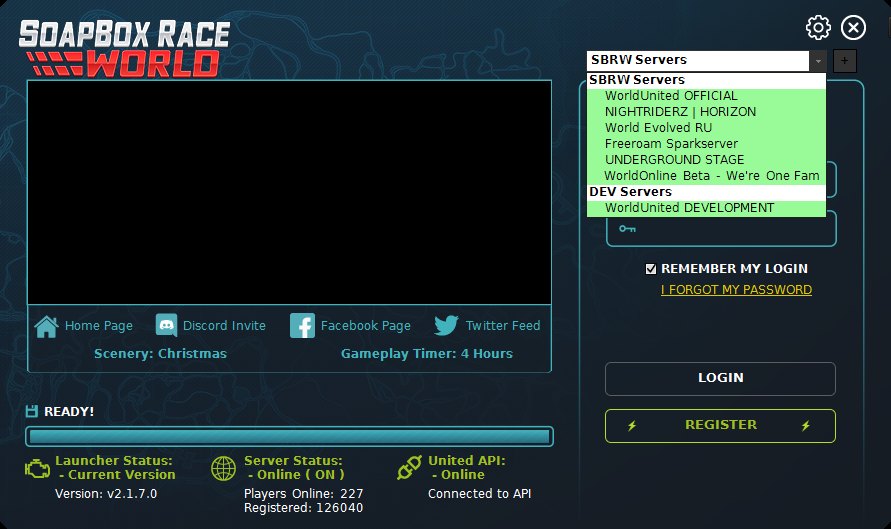 SOAPBOX RACE
WORLD
SBRW Servers
+
SBRW Servers
WorldUnited OFFICIAL
NIGHTRIDERZ | HORIZON
World Evolved RU
Freeroam Sparkserver
UNDERGROUND STAGE
WorldOnline Beta - We're One Fam
DEV Servers
WorldUnited DEVELOPMENT
REMEMBER MY LOGIN
I FORGOT MY PASSWORD
Home Page Discord Invite Facebook Page Twitter Feed
Scenery: Christmas Gameplay Timer: 4 Hours
LOGIN
READY!
REGISTER
Launcher Status:
- Current Version
Version: v2.1.7.0
Server Status:
- Online ( ON )
Players Online: 227
Registered: 126040
United API:
- Online
Connected to API